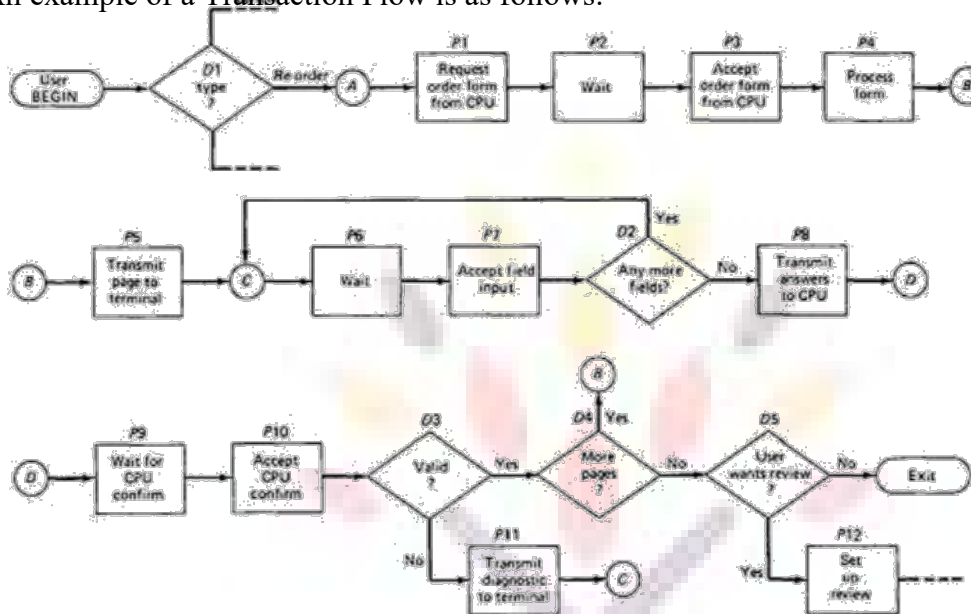 An example of a Transaction Flow is as follows:
User
BEGIN
D1
type
?
Re order
A
P1
Request
order form
from CPU
P2
Wait
P3
Accept
order form
from CPU
P4
Process
form
B
B
P5
Transmit
page to
terminal
C
P6
Wait
P7
Accept field
input
D2
Any more
fields?
Yes
No
P8
Transmit
answers
to CPU
D
D
P9
Wait for
CPU
confirm
P10
Accept
CPU
confirm
D3
Valid
?
Yes
No
P11
Transmit
diagnostic
to terminal
C
B
D4
Yes
More
pages
?
No
D5
User
wants review
?
No
Exit
Yes
P12
Set
up
review